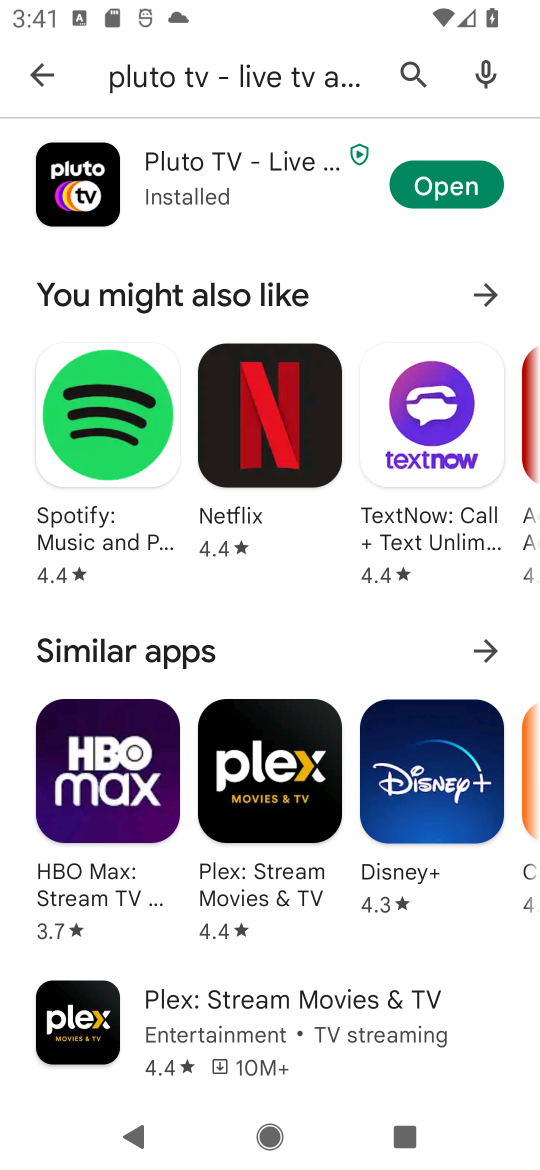 3:41
pluto tv - live tv a...
pluto tv
Pluto TV - Live ...
Installed
Open
You might also like
textnow
Spotify:
Music and P...
4.4★
Netflix
4.4★
TextNow: Call
+ Text Unlim...
4.4★
A
A
4.
Similar apps
HBO
max
plex
MOVIES & TV
Disney+
HBO Max:
Stream TV ...
3.7★
Plex: Stream
Movies & TV
4.4★
Disney+
4.3★
C
4.
plex
MOVIES & TV
Plex: Stream Movies & TV
Entertainment • TV streaming
4.4★ 10M+